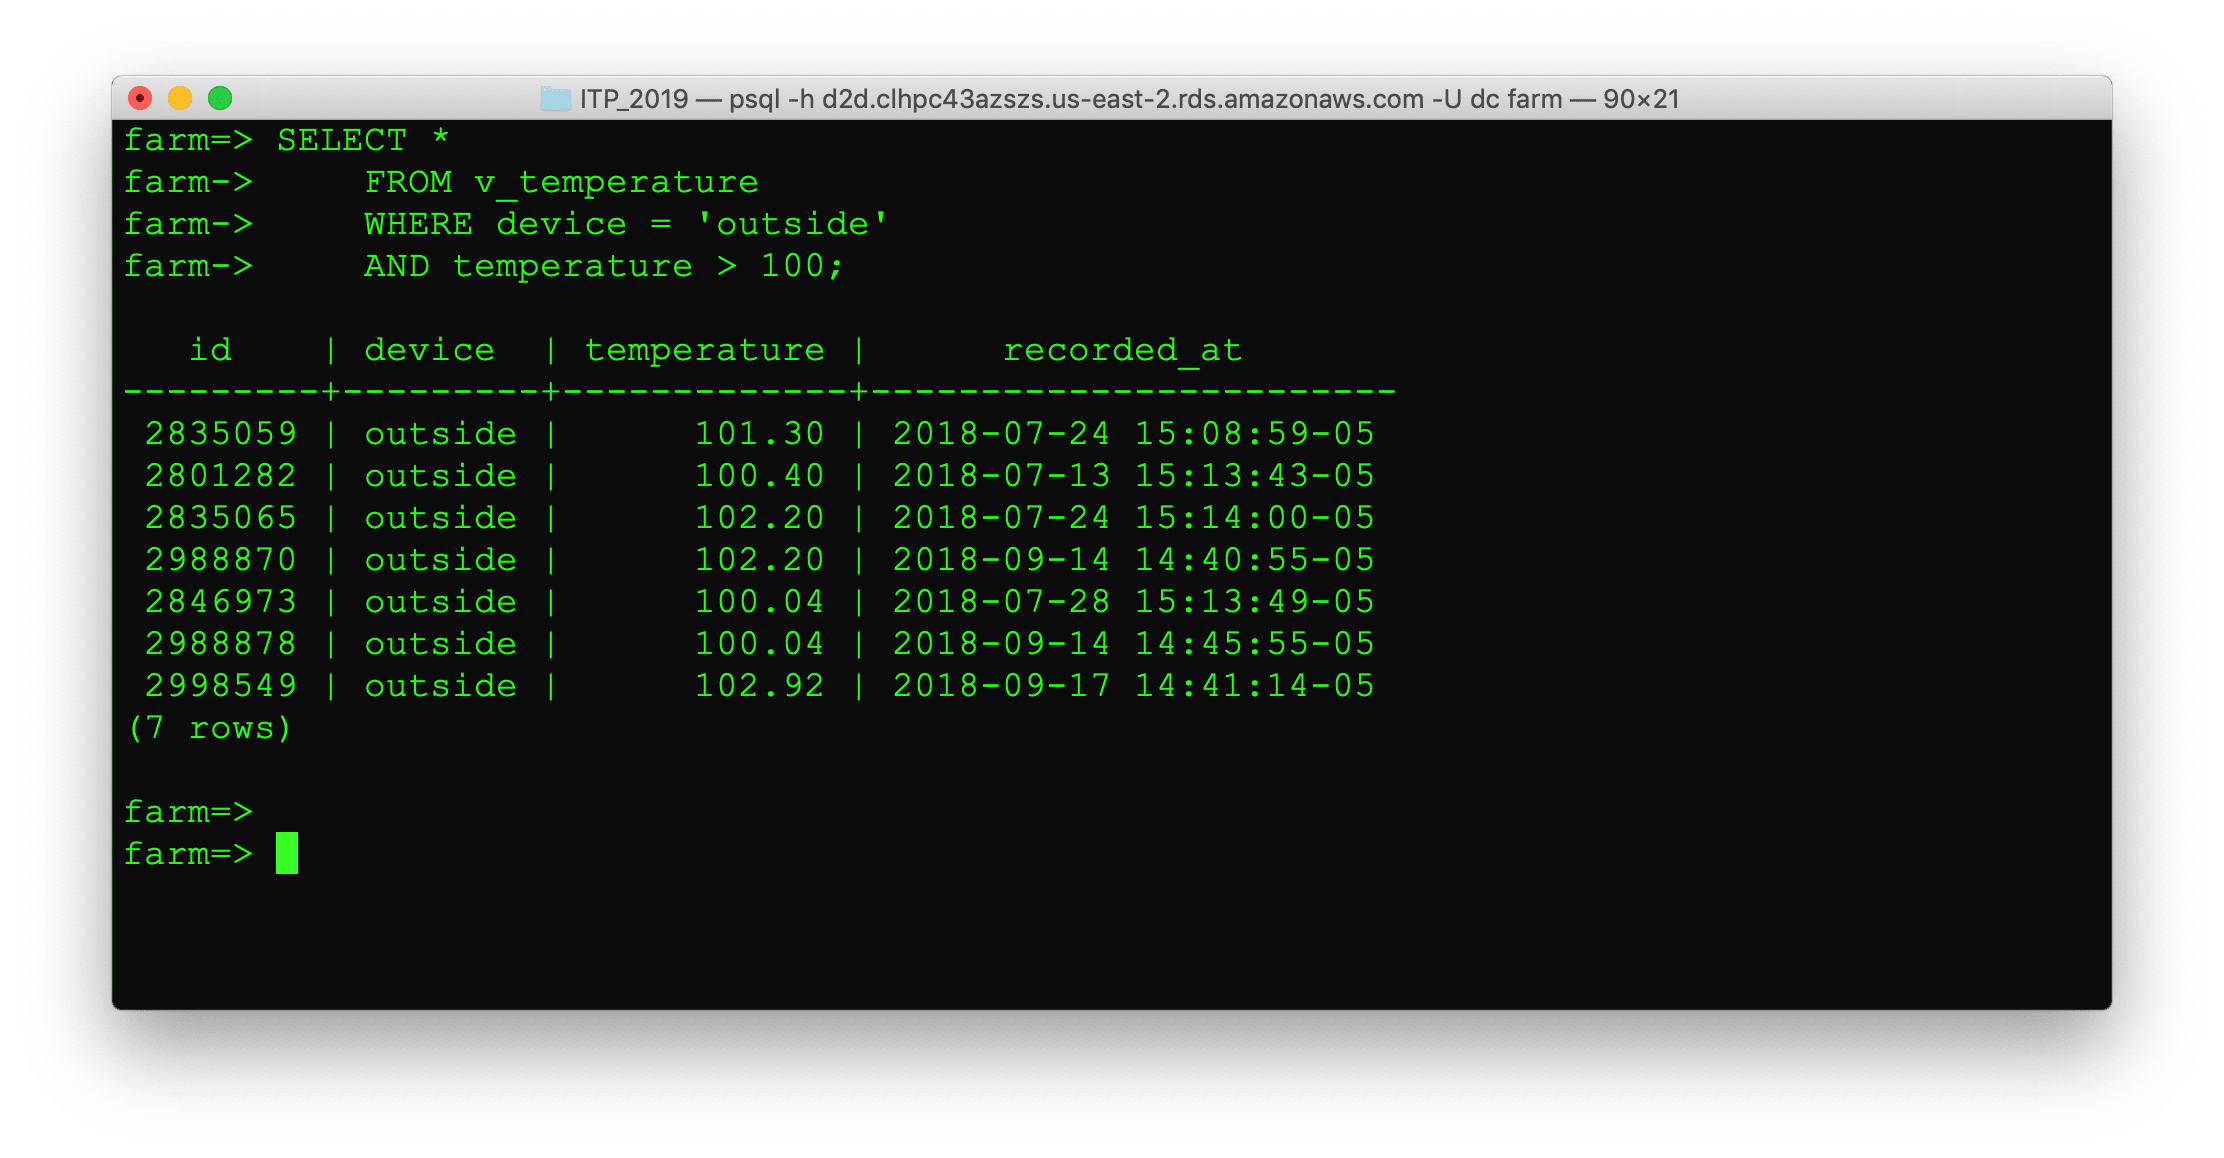 ITP_2019 — psql -h d2d.clhpc43azszs.us-east-2.rds.amazonaws.com -U dc farm — 90×21
farm=> SELECT *
farm->     FROM v_temperature
farm->     WHERE device = 'outside'
farm->     AND temperature > 100;
   id    | device  | temperature |      recorded_at
---------+---------+-------------+------------------------
 2835059 | outside |      101.30 | 2018-07-24 15:08:59-05
 2801282 | outside |      100.40 | 2018-07-13 15:13:43-05
 2835065 | outside |      102.20 | 2018-07-24 15:14:00-05
 2988870 | outside |      102.20 | 2018-09-14 14:40:55-05
 2846973 | outside |      100.04 | 2018-07-28 15:13:49-05
 2988878 | outside |      100.04 | 2018-09-14 14:45:55-05
 2998549 | outside |      102.92 | 2018-09-17 14:41:14-05
(7 rows)
farm=>
farm=>